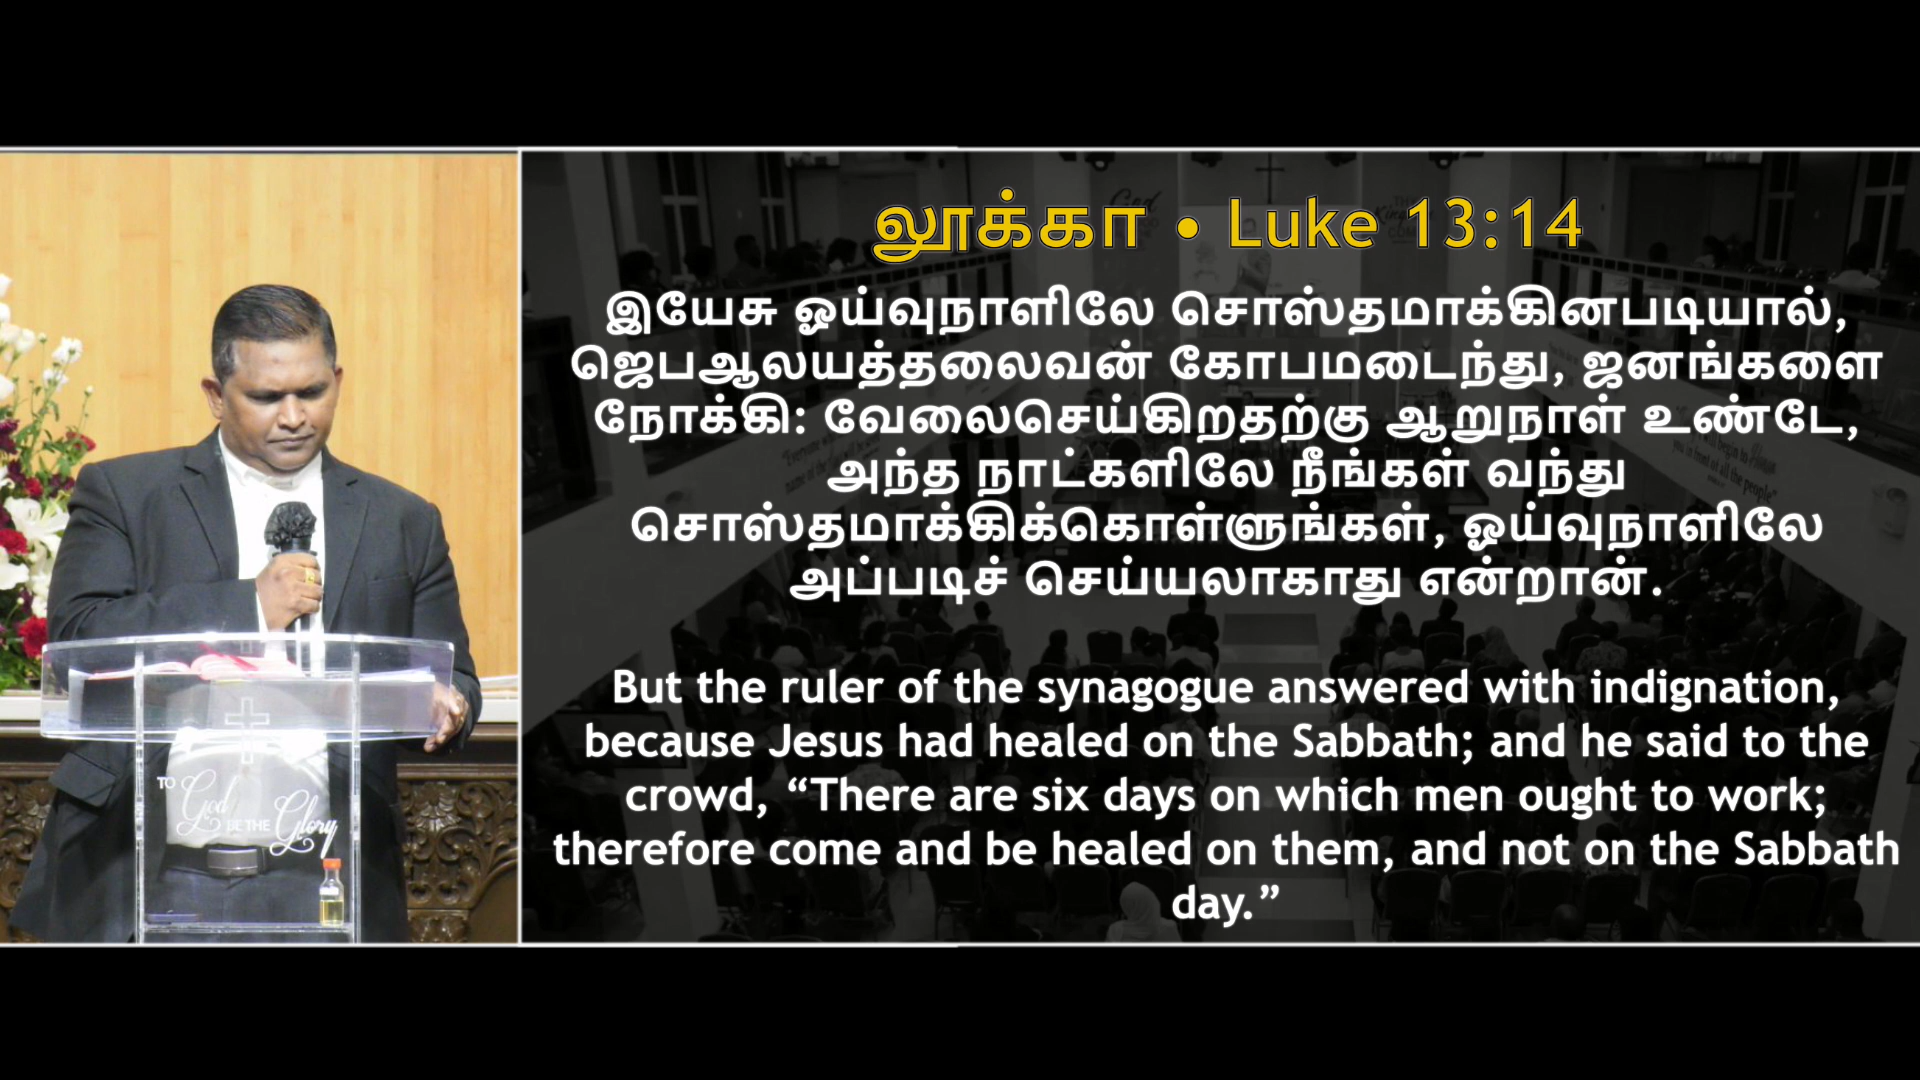 லூக்கா • Luke 13:14
இயேசு ஓய்வுநாளிலே சொஸ்தமாக்கினபடியால்,
ஜெபஆலயத்தலைவன் கோபமடைந்து, ஜனங்களை
நோக்கி: வேலைசெய்கிறதற்கு ஆறுநாள் உண்டே,
அந்த நாட்களிலே நீங்கள் வந்து
சொஸ்தமாக்கிக்கொள்ளுங்கள், ஓய்வுநாளிலே
அப்படிச் செய்யலாகாது என்றான்.
But the ruler of the synagogue answered with indignation,
because Jesus had healed on the Sabbath; and he said to the
crowd, “There are six days on which men ought to work;
therefore come and be healed on them, and not on the Sabbath
day.”
TO God BE THE Glory